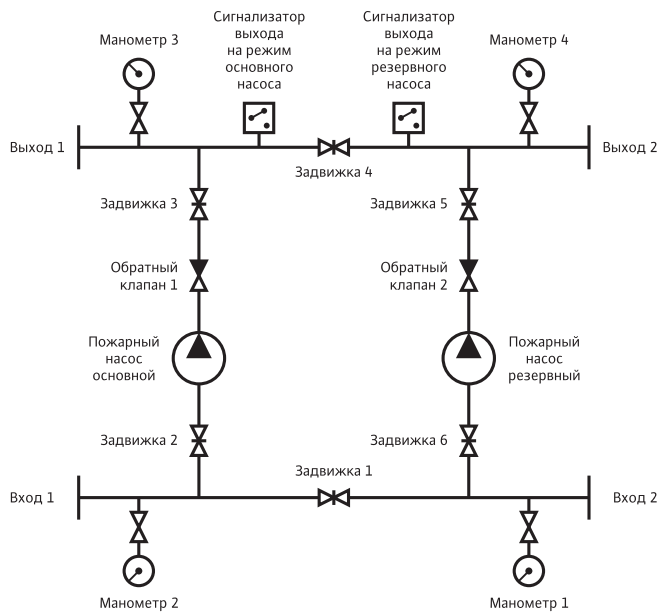 Сигнализатор
выхода
на режим
основного
насоса
Сигнализатор
выхода
на режим
резервного
насоса
Манометр 3
Манометр 4
Выход 1
Выход 2
Задвижка 4
Задвижка 3
Задвижка 5
Обратный
клапан 1
Обратный
клапан 2
Пожарный
насос
основной
Пожарный
насос
резервный
Задвижка 2
Задвижка 6
Задвижка 1
Вход 1
Вход 2
Манометр 2
Манометр 1